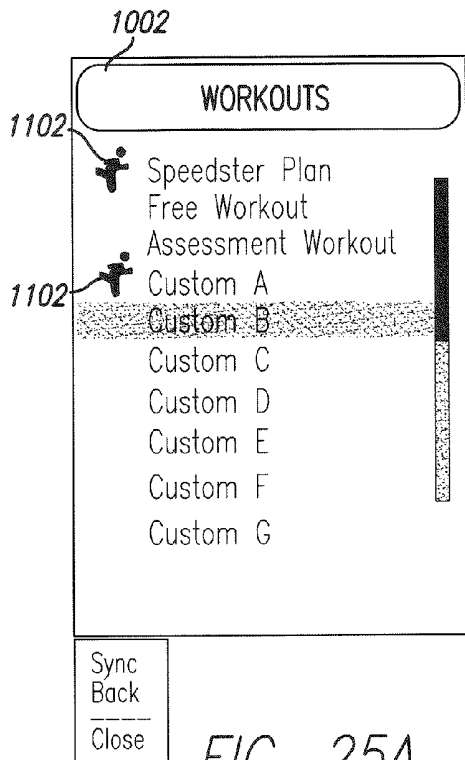 1002
WORKOUTS
1102
Speedster Plan
Free Workout
Assessment Workout
1102
Custom A
Custom B
Custom C
Custom D
Custom E
Custom F
Custom G
Sync
Back
Close
FIG. 25A